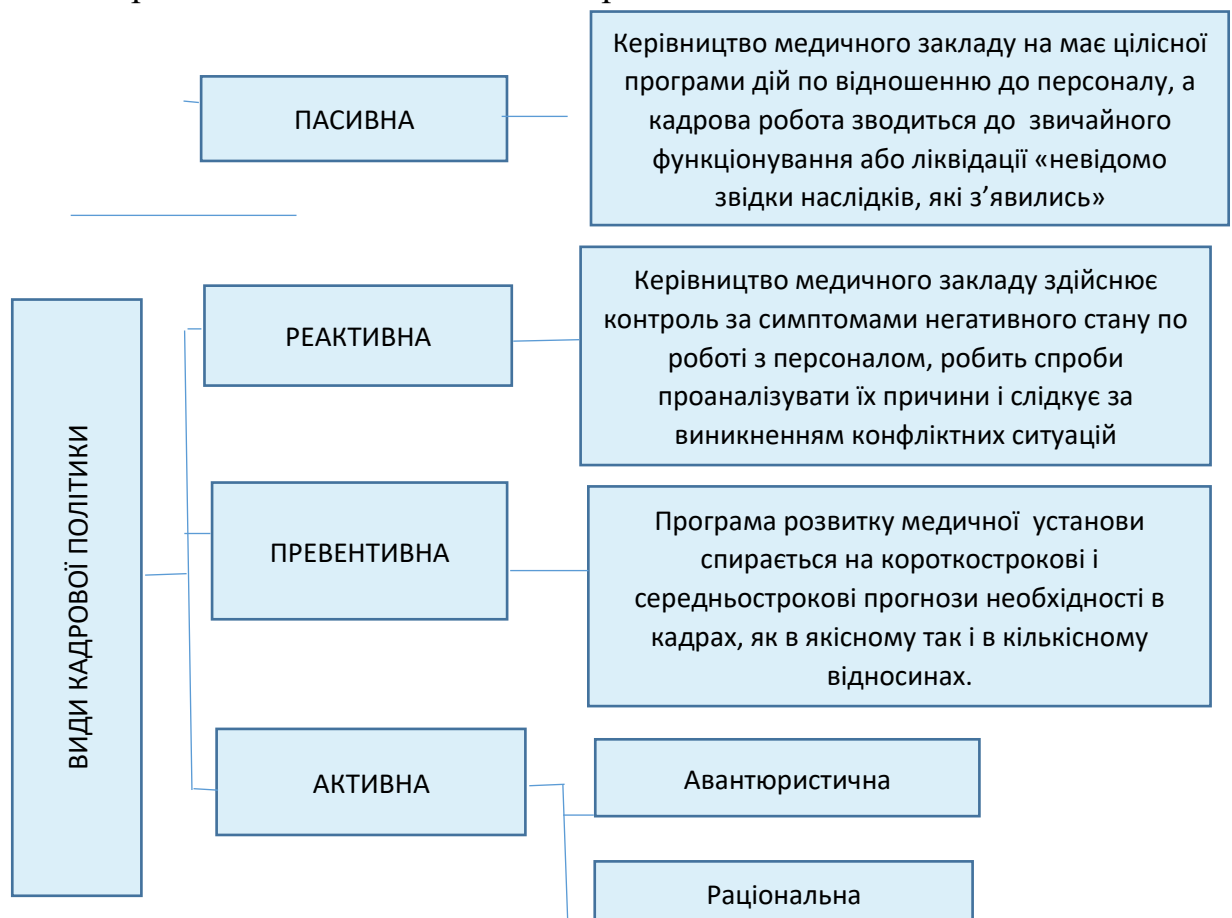 ПАСИВНА
Керівництво медичного закладу на має цілісної
програми дій по відношенню до персоналу, а
кадрова робота зводиться до звичайного
функціонування або ліквідації «невідомо
звідки наслідків, які з’явились»
ВИДИ КАДРОВОЇ ПОЛІТИКИ
РЕАКТИВНА
Керівництво медичного закладу здійснює
контроль за симптомами негативного стану по
роботі з персоналом, робить спроби
проаналізувати їх причини і слідкує за
виникненням конфліктних ситуацій
ПРЕВЕНТИВНА
Програма розвитку медичної установи
спирається на короткострокові і
середньострокові прогнози необхідності в
кадрах, як в якісному так і в кількісному
відносинах.
АКТИВНА
Авантюристична
Раціональна